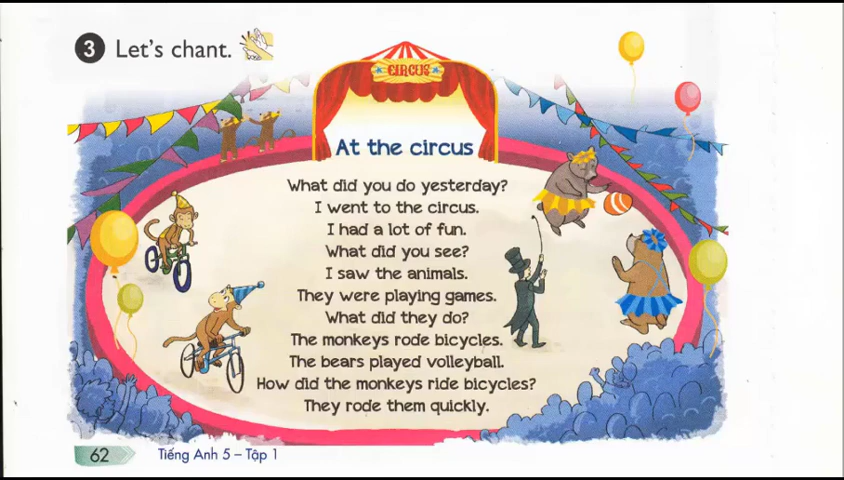 3 Let's chant.
CIRCUS
At the circus
What did you do yesterday?
I went to the circus.
I had a lot of fun.
What did you see?
I saw the animals.
They were playing games.
What did they do?
The monkeys rode bicycles.
The bears played volleyball.
How did the monkeys ride bicycles?
They rode them quickly.
62 Tiếng Anh 5 – Tập 1